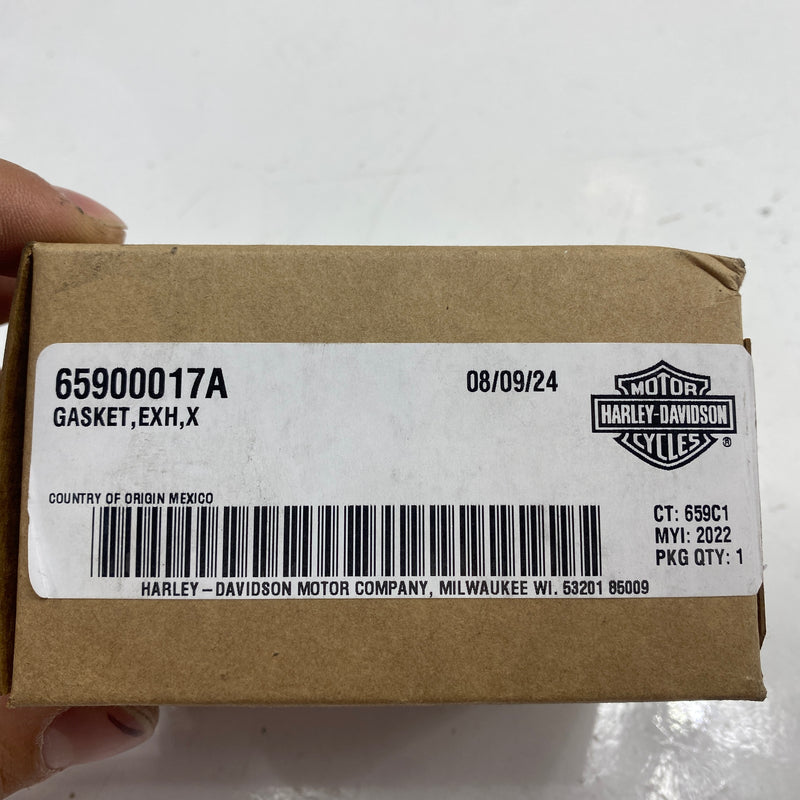 65900017A
08/09/24
GASKET,EXH,X
MOTOR
HARLEY-DAVIDSON
CYCLES®
COUNTRY OF ORIGIN MEXICO
CT: 659C1
MYI: 2022
PKG QTY: 1
HARLEY-DAVIDSON MOTOR COMPANY, MILWAUKEE WI. 53201 85009